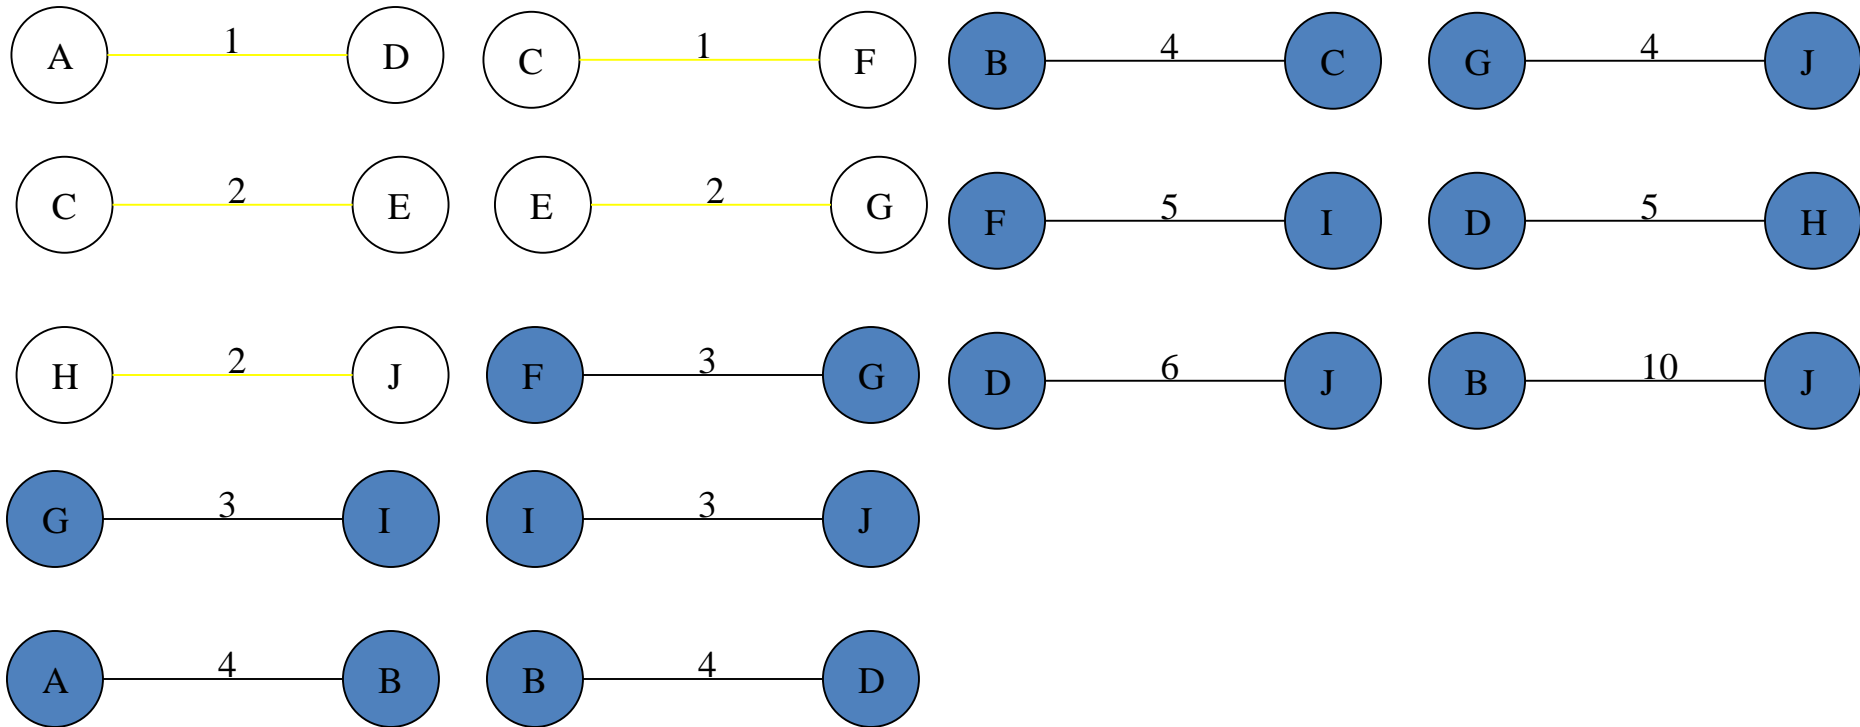 A 1 D
C 1 F
B 4 C
G 4 J
C 2 E
E 2 G
F 5 I
D 5 H
H 2 J
F 3 G
D 6 J
B 10 J
G 3 I
I 3 J
A 4 B
B 4 D